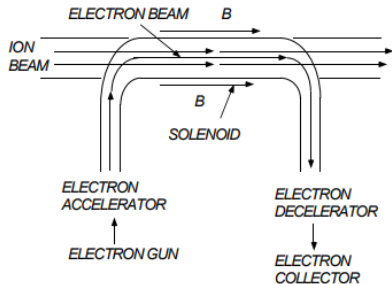 ELECTRON BEAM
B
ION
BEAM
B
SOLENOID
ELECTRON
ACCELERATOR
ELECTRON GUN
ELECTRON
DECELERATOR
ELECTRON
COLLECTOR